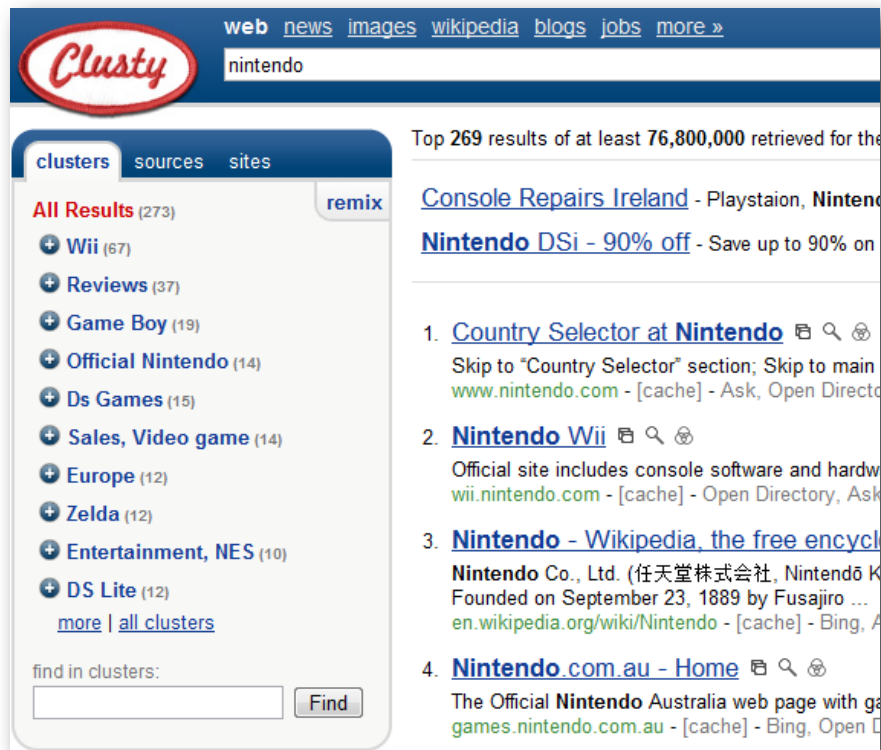 Clusty
web news images wikipedia blogs jobs more »
nintendo
clusters sources sites
remix
All Results (273)
Wii (67)
Reviews (37)
Game Boy (19)
Official Nintendo (14)
Ds Games (15)
Sales, Video game (14)
Europe (12)
Zelda (12)
Entertainment, NES (10)
DS Lite (12)
more | all clusters
find in clusters:
Find
Top 269 results of at least 76,800,000 retrieved for the
Console Repairs Ireland - Playstaion, Nintend
Nintendo DSi - 90% off - Save up to 90% on
1. Country Selector at Nintendo
Skip to “Country Selector” section; Skip to main
www.nintendo.com - [cache] - Ask, Open Directo
2. Nintendo Wii
Official site includes console software and hardw
wii.nintendo.com - [cache] - Open Directory, Ask
3. Nintendo - Wikipedia, the free encycl
Nintendo Co., Ltd. (任天堂株式会社, Nintendō K
Founded on September 23, 1889 by Fusajiro ...
en.wikipedia.org/wiki/Nintendo - [cache] - Bing, A
4. Nintendo.com.au - Home
The Official Nintendo Australia web page with ga
games.nintendo.com.au - [cache] - Bing, Open D